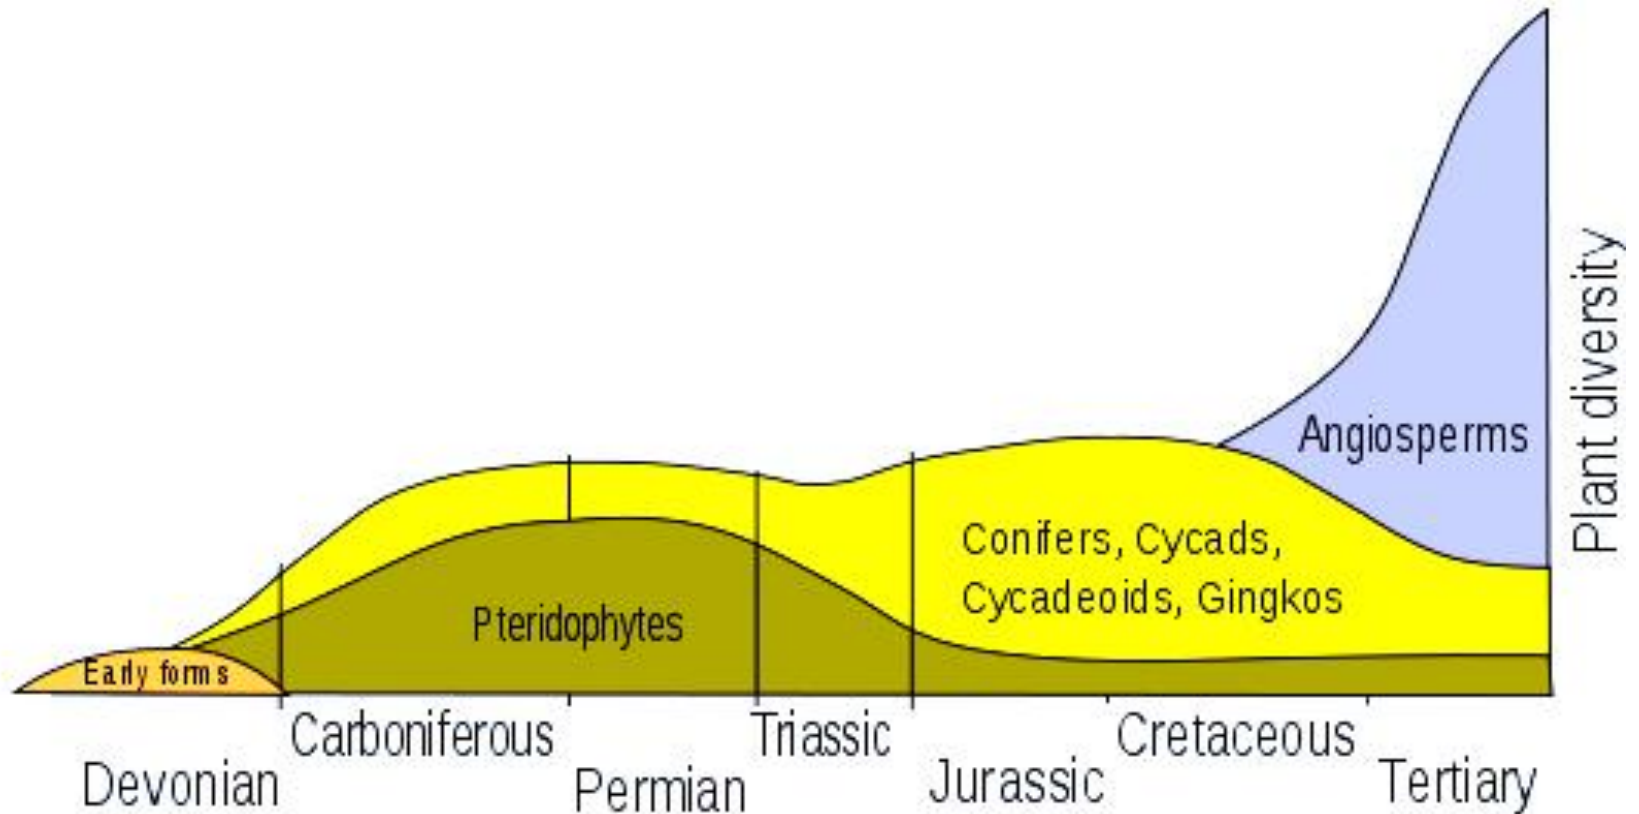 Angiosperms
Plant diversity
Conifers, Cycads,
Cycadeoids, Gingkos
Pteridophytes
Early forms
Carboniferous
Triassic
Cretaceous
Devonian
Permian
Jurassic
Tertiary